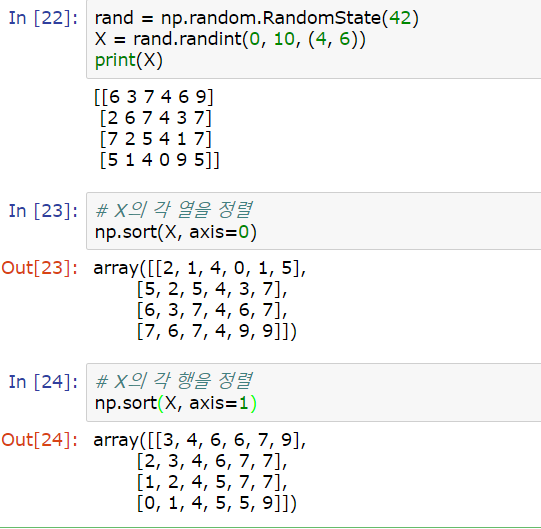 In [22]: rand = np.random.RandomState(42)
X = rand.randint(0, 10, (4, 6))
print(X)
[[6 3 7 4 6 9]
[2 6 7 4 3 7]
[7 2 5 4 1 7]
[5 1 4 0 9 5]]
In [23]: # X의 각 열을 정렬
np.sort(X, axis=0)
Out[23]: array([[2, 1, 4, 0, 1, 5],
[5, 2, 5, 4, 3, 7],
[6, 3, 7, 4, 6, 7],
[7, 6, 7, 4, 9, 9]])
In [24]: # X의 각 행을 정렬
np.sort(X, axis=1)
Out[24]: array([[3, 4, 6, 6, 7, 9],
[2, 3, 4, 6, 7, 7],
[1, 2, 4, 5, 7, 7],
[0, 1, 4, 5, 5, 9]])